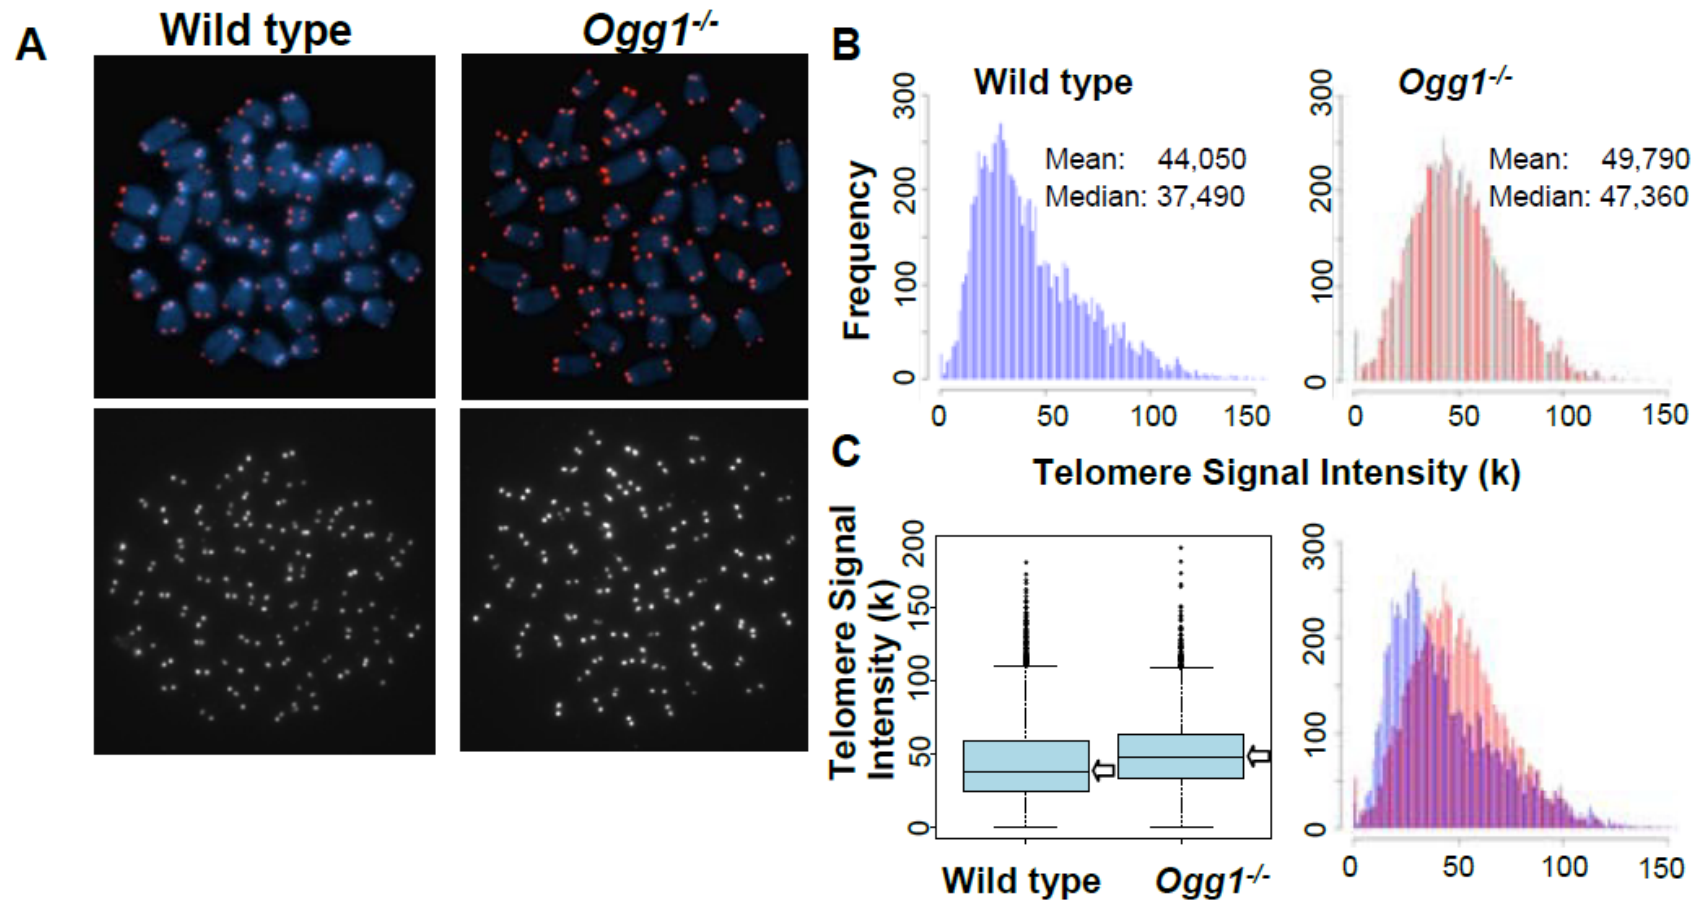 A
Wild type
Ogg1-/-
B
Wild type
Mean: 44,050
Median: 37,490
Ogg1-/-
Mean: 49,790
Median: 47,360
Frequency
300
200
100
0
0 50 100 150
300
200
100
0
0 50 100 150
Telomere Signal Intensity (k)
C
Telomere Signal
Intensity (k)
200
150
100
50
0
Wild type
Ogg1-/-
300
200
100
0
0 50 100 150